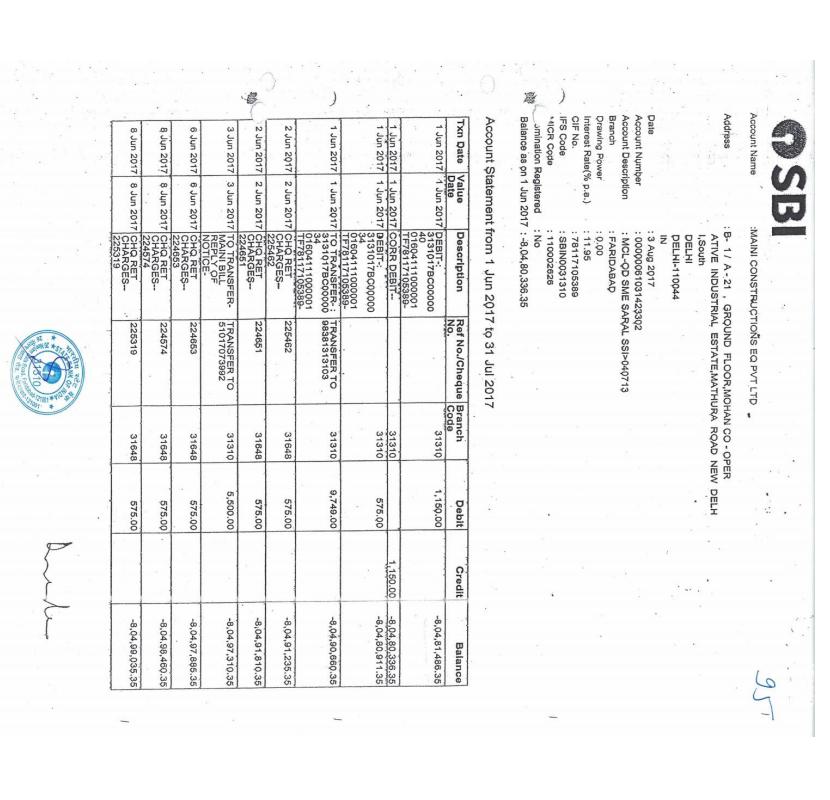 95
SBI
Account Name :MAINI CONSTRUCTIONS EQ PVT LTD
Address :B- 1 / A - 21 , GROUND FLOOR,MOHAN CO - OPER
ATIVE INDUSTRIAL ESTATE,MATHURA ROAD NEW DELH
I,South
DELHI
DELHI-110044
IN
Date : 3 Aug 2017
Account Number : 00000061031423302
Account Description : MCL-QD SME SARAL SSI>040713
Branch : FARIDABAD
Drawing Power : 0.00
Interest Rate(% p.a.) : 11.95
CIF No. : 78117105389
IFS Code : SBIN0031310
MICR Code : 110002628
omination Registered : No
Balance as on 1 Jun 2017 : -8,04,80,336.35
Account Statement from 1 Jun 2017 to 31 Jul 2017
Txn Date Value Date Description Ref No./Cheque No. Branch Code Debit Credit Balance
1 Jun 2017 1 Jun 2017 DEBIT-: 31310 1,150.00 -8,04,81,486.35
3131017BC00000
40
01604111000001
TF78117105389-
1 Jun 2017 1 Jun 2017 CORR DEBIT-- 31310 1,150.00 -8,04,80,336.35
1 Jun 2017 1 Jun 2017 DEBIT-: 31310 575.00 -8,04,80,911.35
3131017BC00000
34
01604111000001
TF78117105389-
1 Jun 2017 1 Jun 2017 TO TRANSFER-: TRANSFER TO 31310 9,749.00 -8,04,90,660.35
3131017BC00000 98381313103
34
01604111000001
TF78117105389-
2 Jun 2017 2 Jun 2017 CHQ RET 225462 31648 575.00 -8,04,91,235.35
CHARGES--
225462
2 Jun 2017 2 Jun 2017 CHQ RET 224651 31648 575.00 -8,04,91,810.35
CHARGES--
224651
3 Jun 2017 3 Jun 2017 TO TRANSFER- TRANSFER TO 31310 5,500.00 -8,04,97,310.35
MAINI BILL 51017073992
REPLY OF
NOTICE-
6 Jun 2017 6 Jun 2017 CHQ RET 224653 31648 575.00 -8,04,97,885.35
CHARGES--
224653
8 Jun 2017 8 Jun 2017 CHQ RET 224574 31648 575.00 -8,04,98,460.35
CHARGES--
224574
8 Jun 2017 8 Jun 2017 CHQ RET 225319 31648 575.00 -8,04,99,035.35
CHARGES--
225319